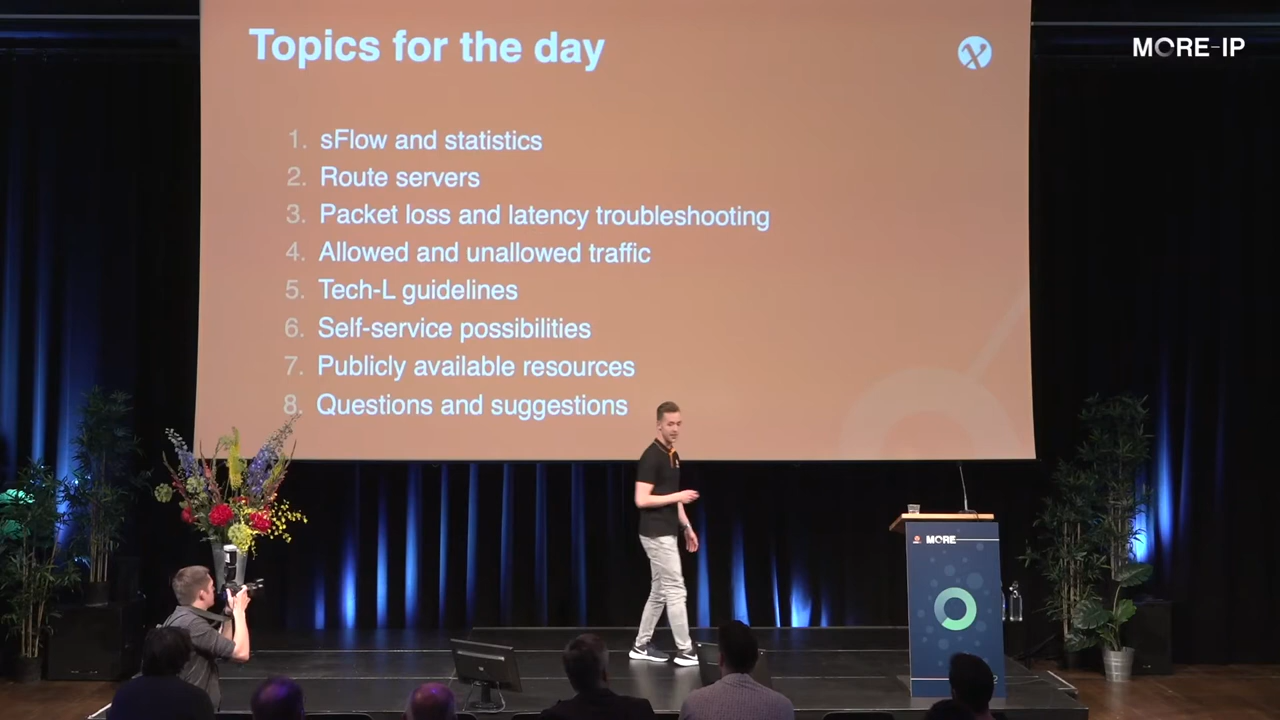 Topics for the day
MORE-IP
1. sFlow and statistics
2. Route servers
3. Packet loss and latency troubleshooting
4. Allowed and unallowed traffic
5. Tech-L guidelines
6. Self-service possibilities
7. Publicly available resources
8. Questions and suggestions
MORE